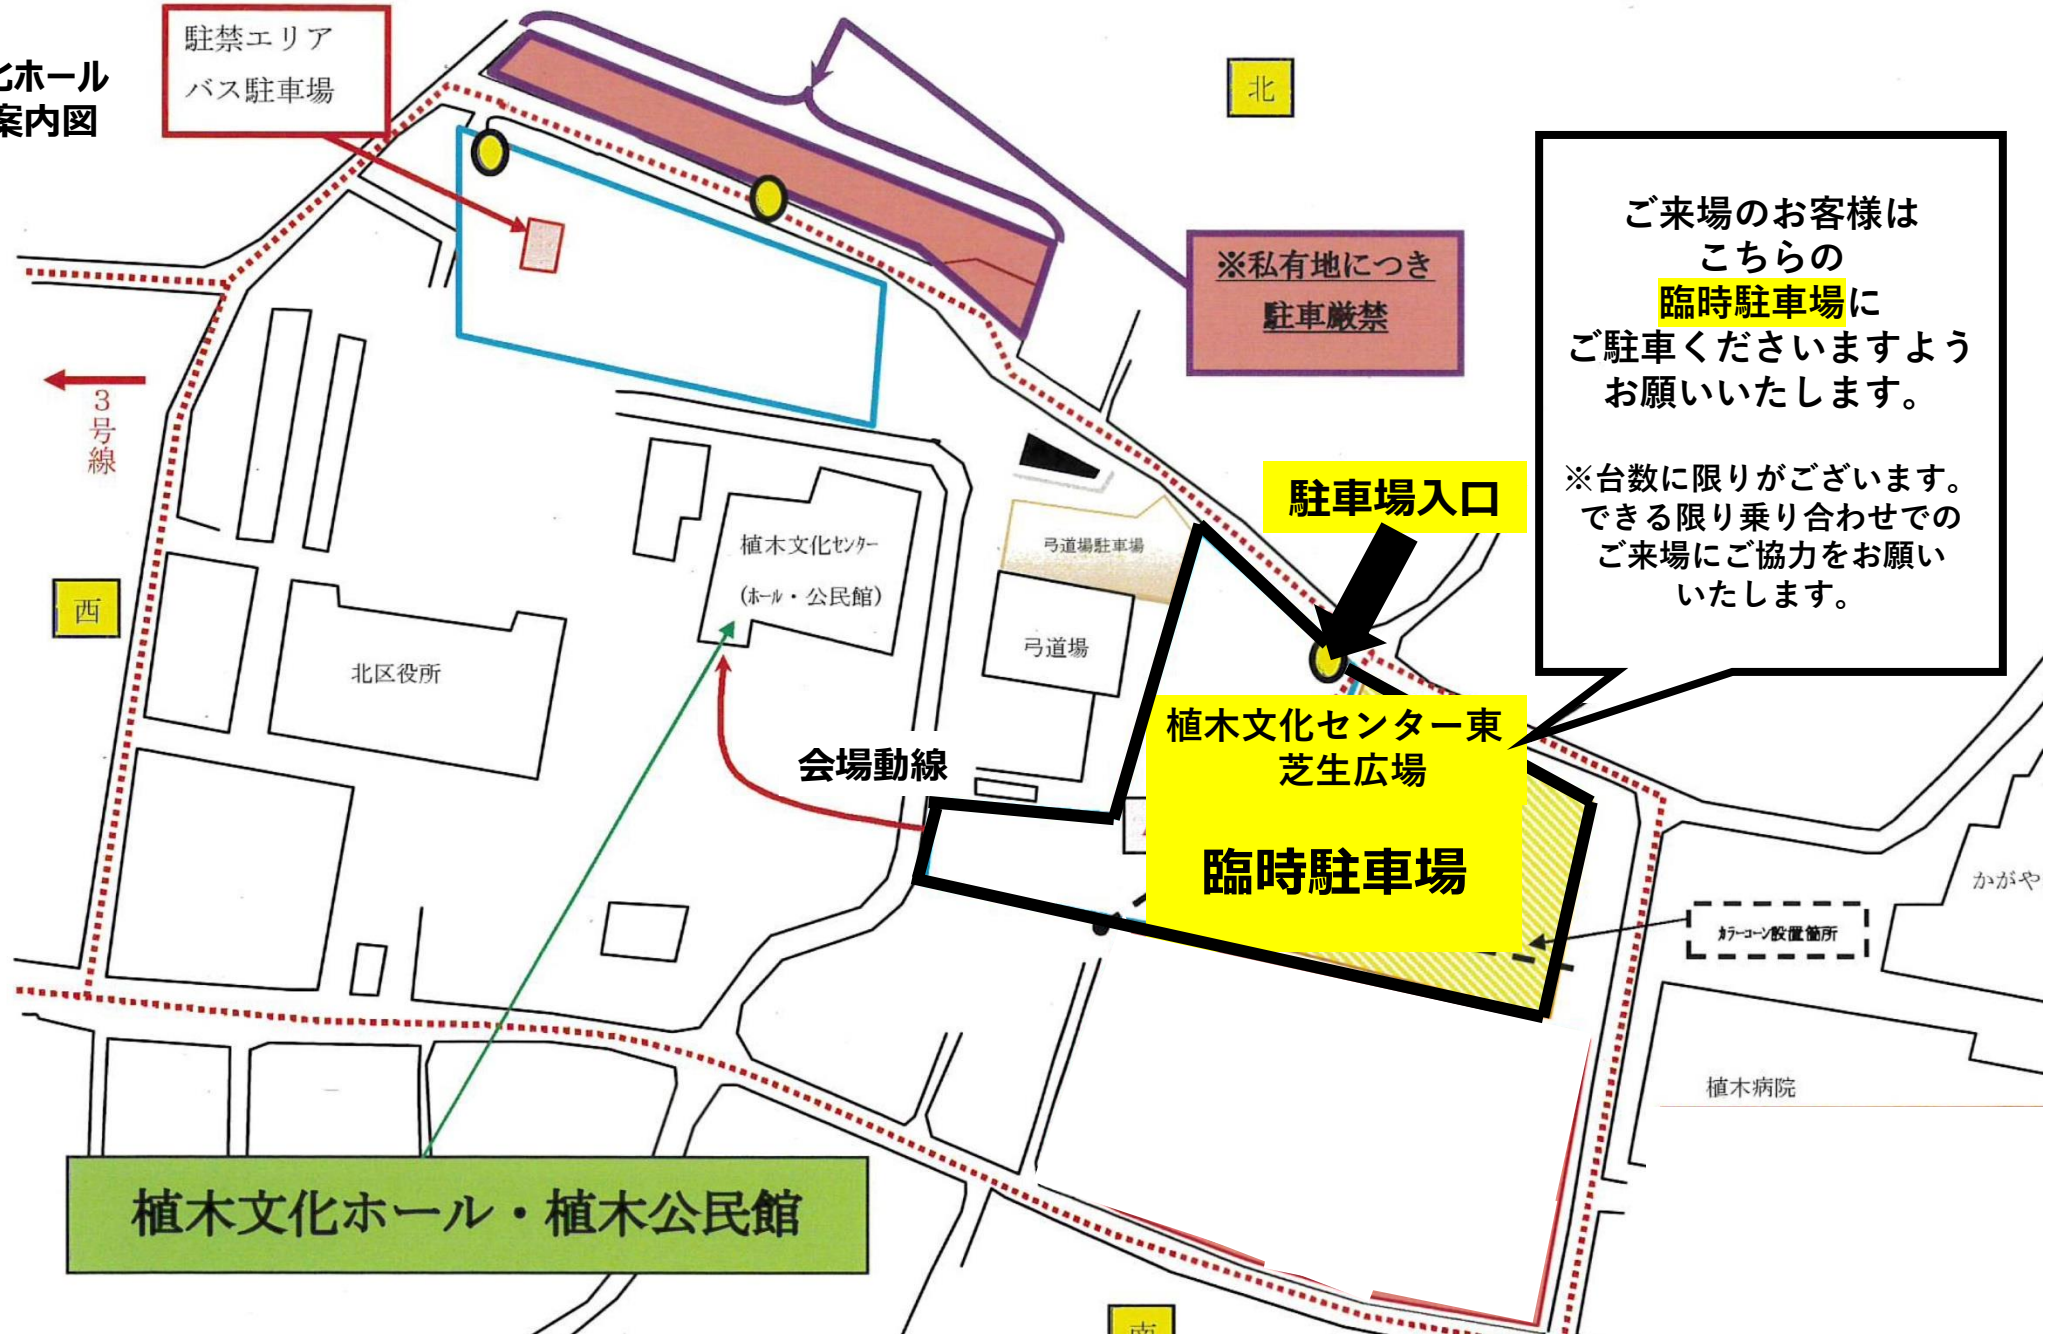 化ホール
案内図
駐禁エリア
バス駐車場
北
ご来場のお客様は
こちらの
臨時駐車場に
ご駐車くださいますよう
お願いいたします。
※台数に限りがございます。
できる限り乗り合わせでの
ご来場にご協力をお願い
いたします。
※私有地につき
駐車厳禁
3号線
駐車場入口
植木文化センター
(ホール・公民館)
弓道場駐車場
西
北区役所
弓道場
植木文化センター東
芝生広場
会場動線
臨時駐車場
かがや
カラーコーン設置箇所
植木病院
植木文化ホール・植木公民館
南